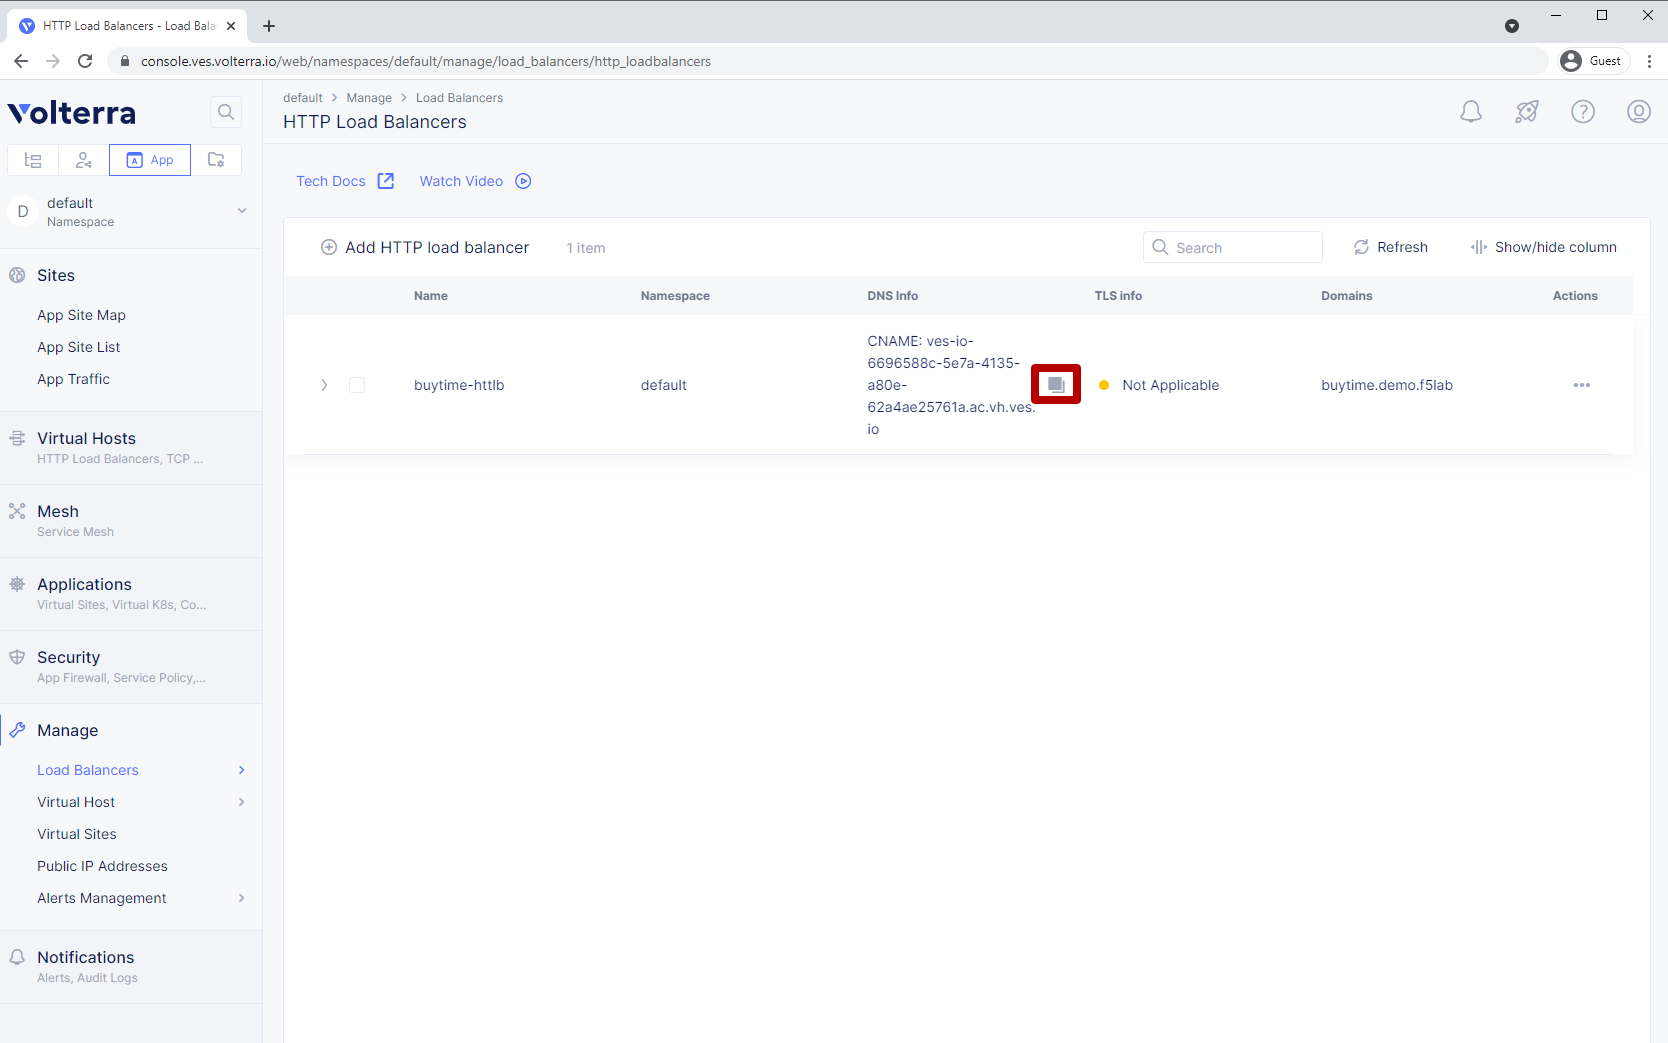 HTTP Load Balancers - Load Bala
console.ves.volterra.io/web/namespaces/default/manage/load_balancers/http_loadbalancers
Guest
Volterra
default > Manage > Load Balancers
HTTP Load Balancers
App
D
default
Namespace
Tech Docs
Watch Video
Sites
App Site Map
App Site List
App Traffic
Virtual Hosts
HTTP Load Balancers, TCP ...
Mesh
Service Mesh
Applications
Virtual Sites, Virtual K8s, Co...
Security
App Firewall, Service Policy,...
Manage
Load Balancers
Virtual Host
Virtual Sites
Public IP Addresses
Alerts Management
Notifications
Alerts, Audit Logs
Add HTTP load balancer
1 item
Search
Refresh
Show/hide column
Name
Namespace
DNS Info
TLS info
Domains
Actions
buytime-httlb
default
CNAME: ves-io-
6696588c-5e7a-4135-
a80e-
62a4ae25761a.ac.vh.ves.
io
Not Applicable
buytime.demo.f5lab